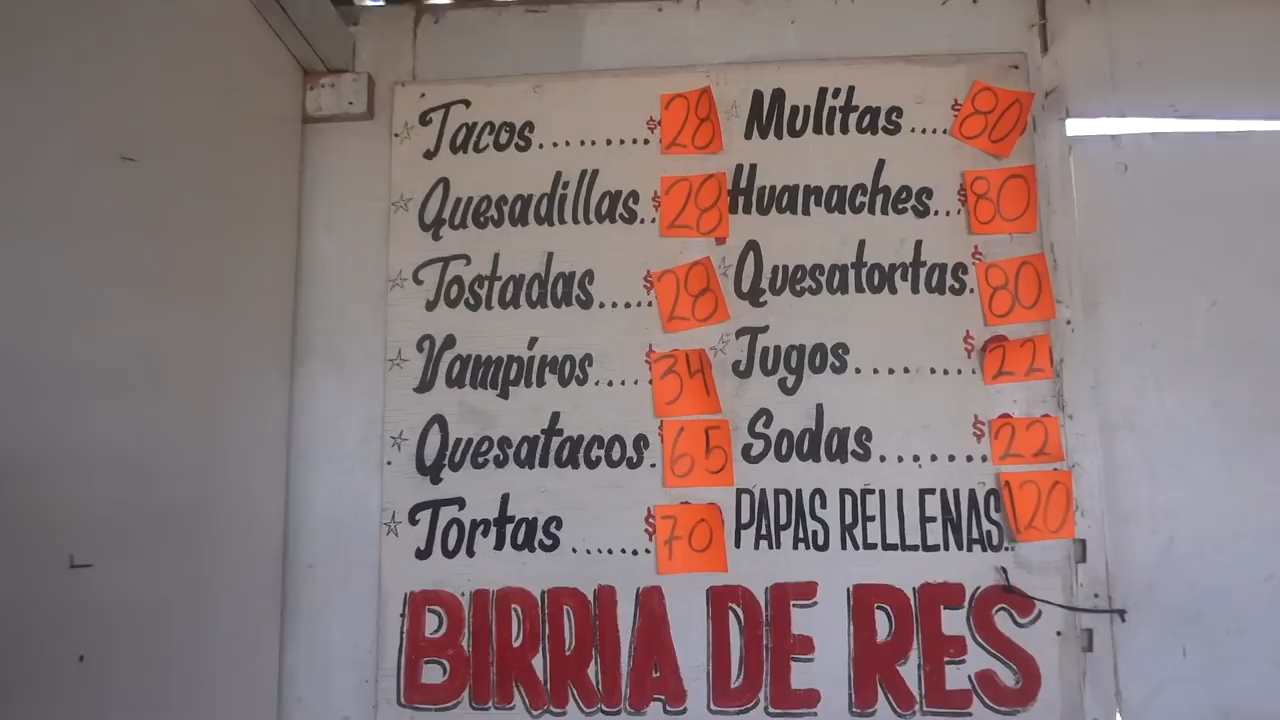 Tacos.........$28
Quesadillas..$28
Tostadas.....$28
Vampiros.....34
Quesatacos.65
Tortas.......$70
Mulitas....$80
Huaraches..$80
Quesatortas.$80
Jugos.........$22
Sodas.......$22
PAPAS RELLENAS..120
BIRRIA DE RES